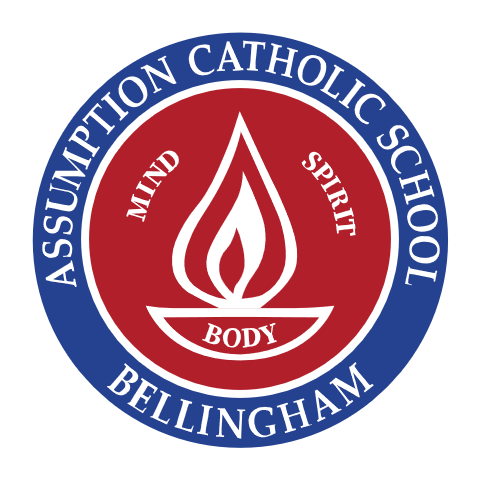 ASSUMPTION CATHOLIC SCHOOL
MIND
SPIRIT
BODY
BELLINGHAM